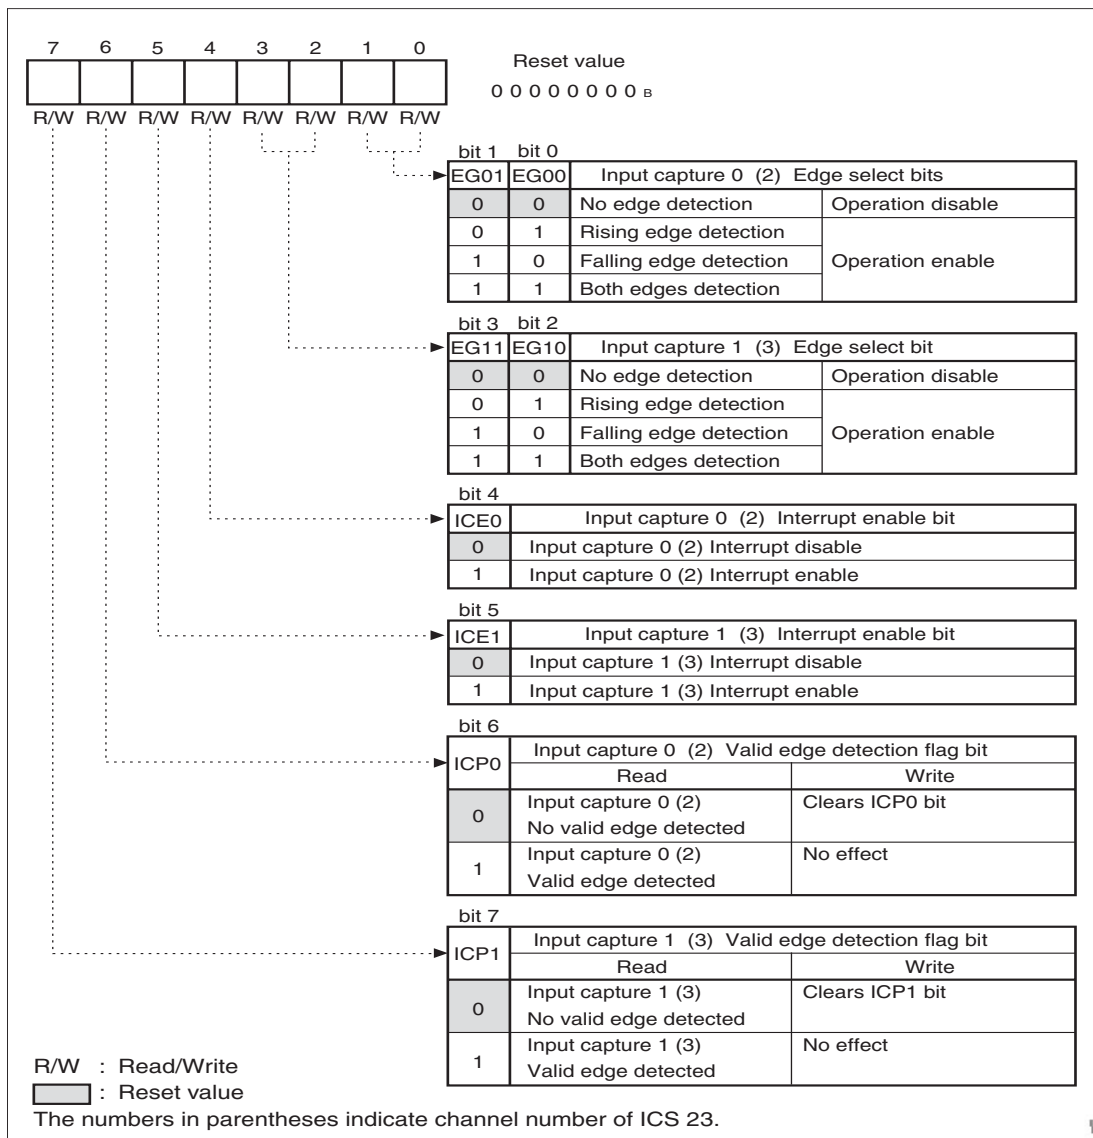 7 6 5 4 3 2 1 0
Reset value
0 0 0 0 0 0 0 0 B
R/W R/W R/W R/W R/W R/W R/W R/W
bit 1 bit 0
EG01 EG00 Input capture 0 (2) Edge select bits
0 0 No edge detection Operation disable
0 1 Rising edge detection
1 0 Falling edge detection Operation enable
1 1 Both edges detection
bit 3 bit 2
EG11 EG10 Input capture 1 (3) Edge select bit
0 0 No edge detection Operation disable
0 1 Rising edge detection
1 0 Falling edge detection Operation enable
1 1 Both edges detection
bit 4
ICE0 Input capture 0 (2) Interrupt enable bit
0 Input capture 0 (2) Interrupt disable
1 Input capture 0 (2) Interrupt enable
bit 5
ICE1 Input capture 1 (3) Interrupt enable bit
0 Input capture 1 (3) Interrupt disable
1 Input capture 1 (3) Interrupt enable
bit 6
ICP0 Input capture 0 (2) Valid edge detection flag bit
Read Write
0 Input capture 0 (2) Clears ICP0 bit
No valid edge detected
1 Input capture 0 (2) No effect
Valid edge detected
bit 7
ICP1 Input capture 1 (3) Valid edge detection flag bit
Read Write
0 Input capture 1 (3) Clears ICP1 bit
No valid edge detected
1 Input capture 1 (3) No effect
Valid edge detected
R/W : Read/Write
: Reset value
The numbers in parentheses indicate channel number of ICS 23.